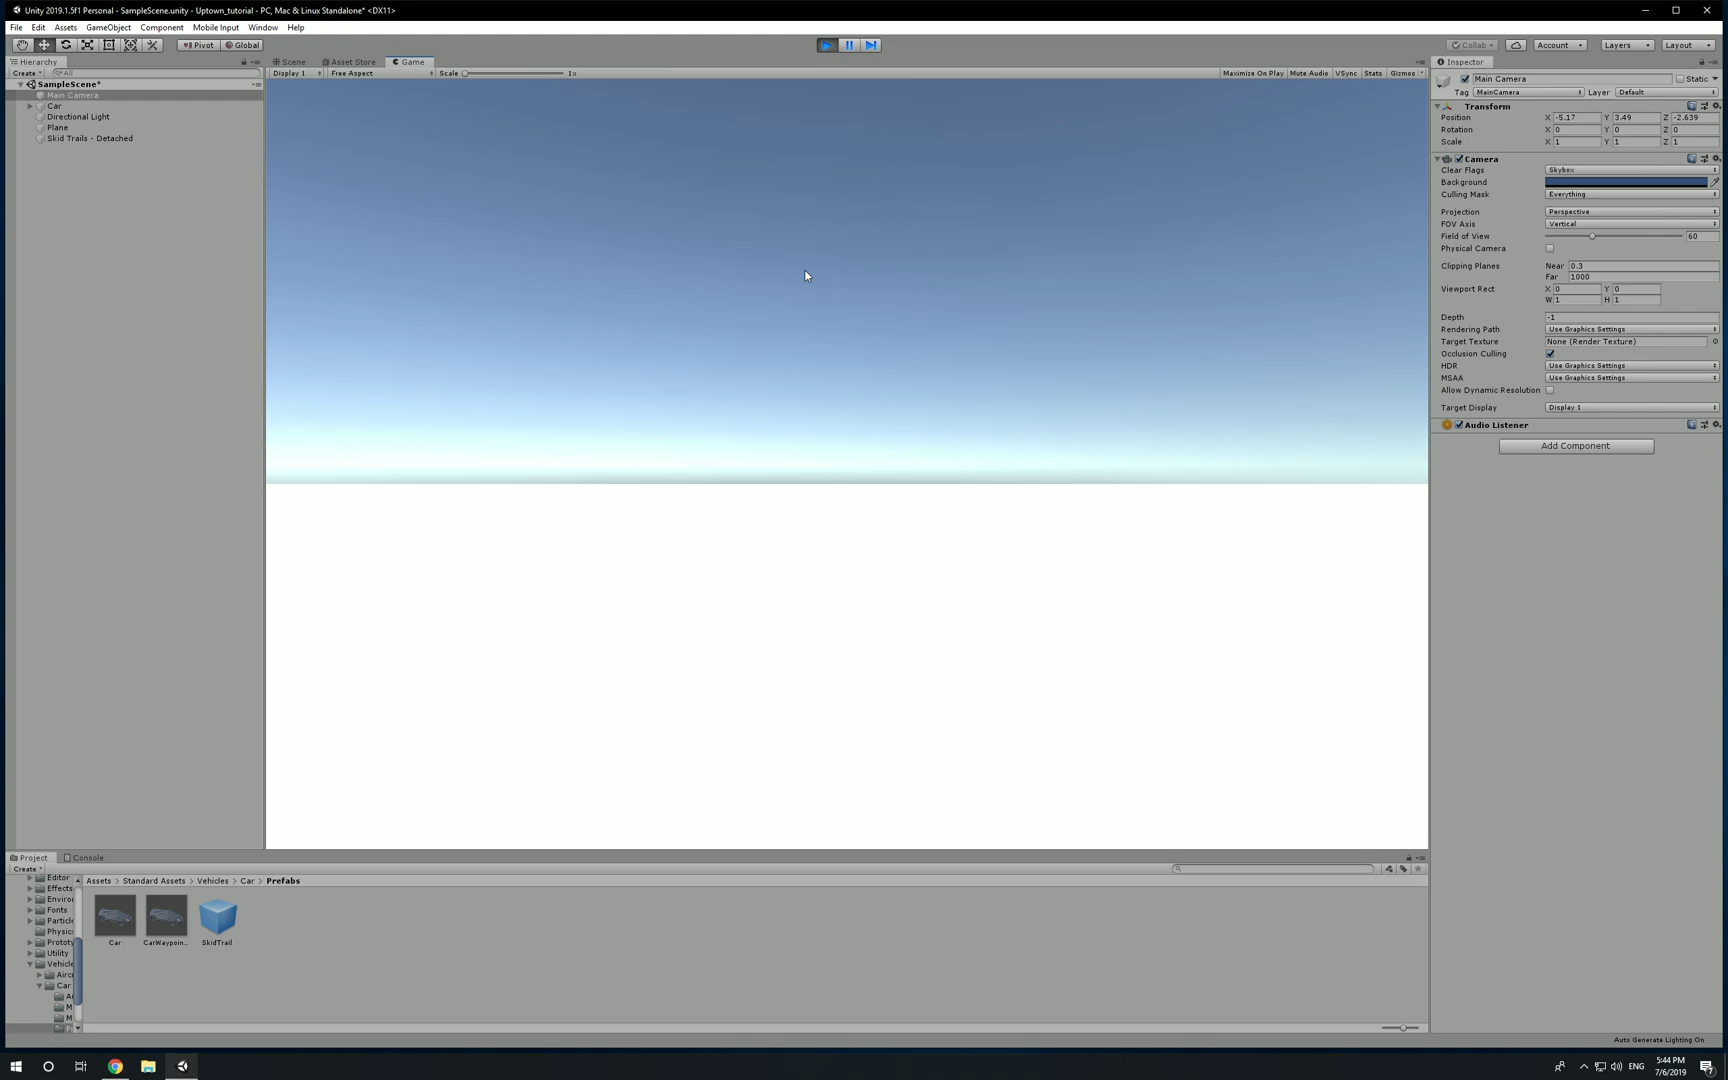 Unity 2019.1.5f1 Personal - SampleScene.unity - Uptown_tutorial - PC, Mac & Linux Standalone* <DX11>
File Edit Assets GameObject Component Mobile Input Window Help
Pivot Global Collab Account Layers Layout
Hierarchy Scene Asset Store Game Inspector
Create All Display 1 Free Aspect Scale 1x Maximize On Play Mute Audio VSync Stats Gizmos
SampleScene*
Main Camera
Car
Directional Light
Plane
Skid Trails - Detached
Main Camera Static
Tag MainCamera Layer Default
Transform
Position X -5.17 Y 3.49 Z -2.639
Rotation X 0 Y 0 Z 0
Scale X 1 Y 1 Z 1
Camera
Clear Flags Skybox
Background
Culling Mask Everything
Projection Perspective
FOV Axis Vertical
Field of View 60
Physical Camera
Clipping Planes Near 0.3
Far 1000
Viewport Rect X 0 Y 0
W 1 H 1
Depth -1
Rendering Path Use Graphics Settings
Target Texture None (Render Texture)
Occlusion Culling
HDR Use Graphics Settings
MSAA Use Graphics Settings
Allow Dynamic Resolution
Target Display Display 1
Audio Listener
Add Component
Project Console
Create
Editor
Effects
Enviro
Fonts
Particle
Physics
Prototy
Utility
Vehicle
Aircr
Car
M
M
Assets > Standard Assets > Vehicles > Car > Prefabs
Car CarWaypoin... SkidTrail
Auto Generate Lighting On
ENG
5:44 PM
7/6/2019
7